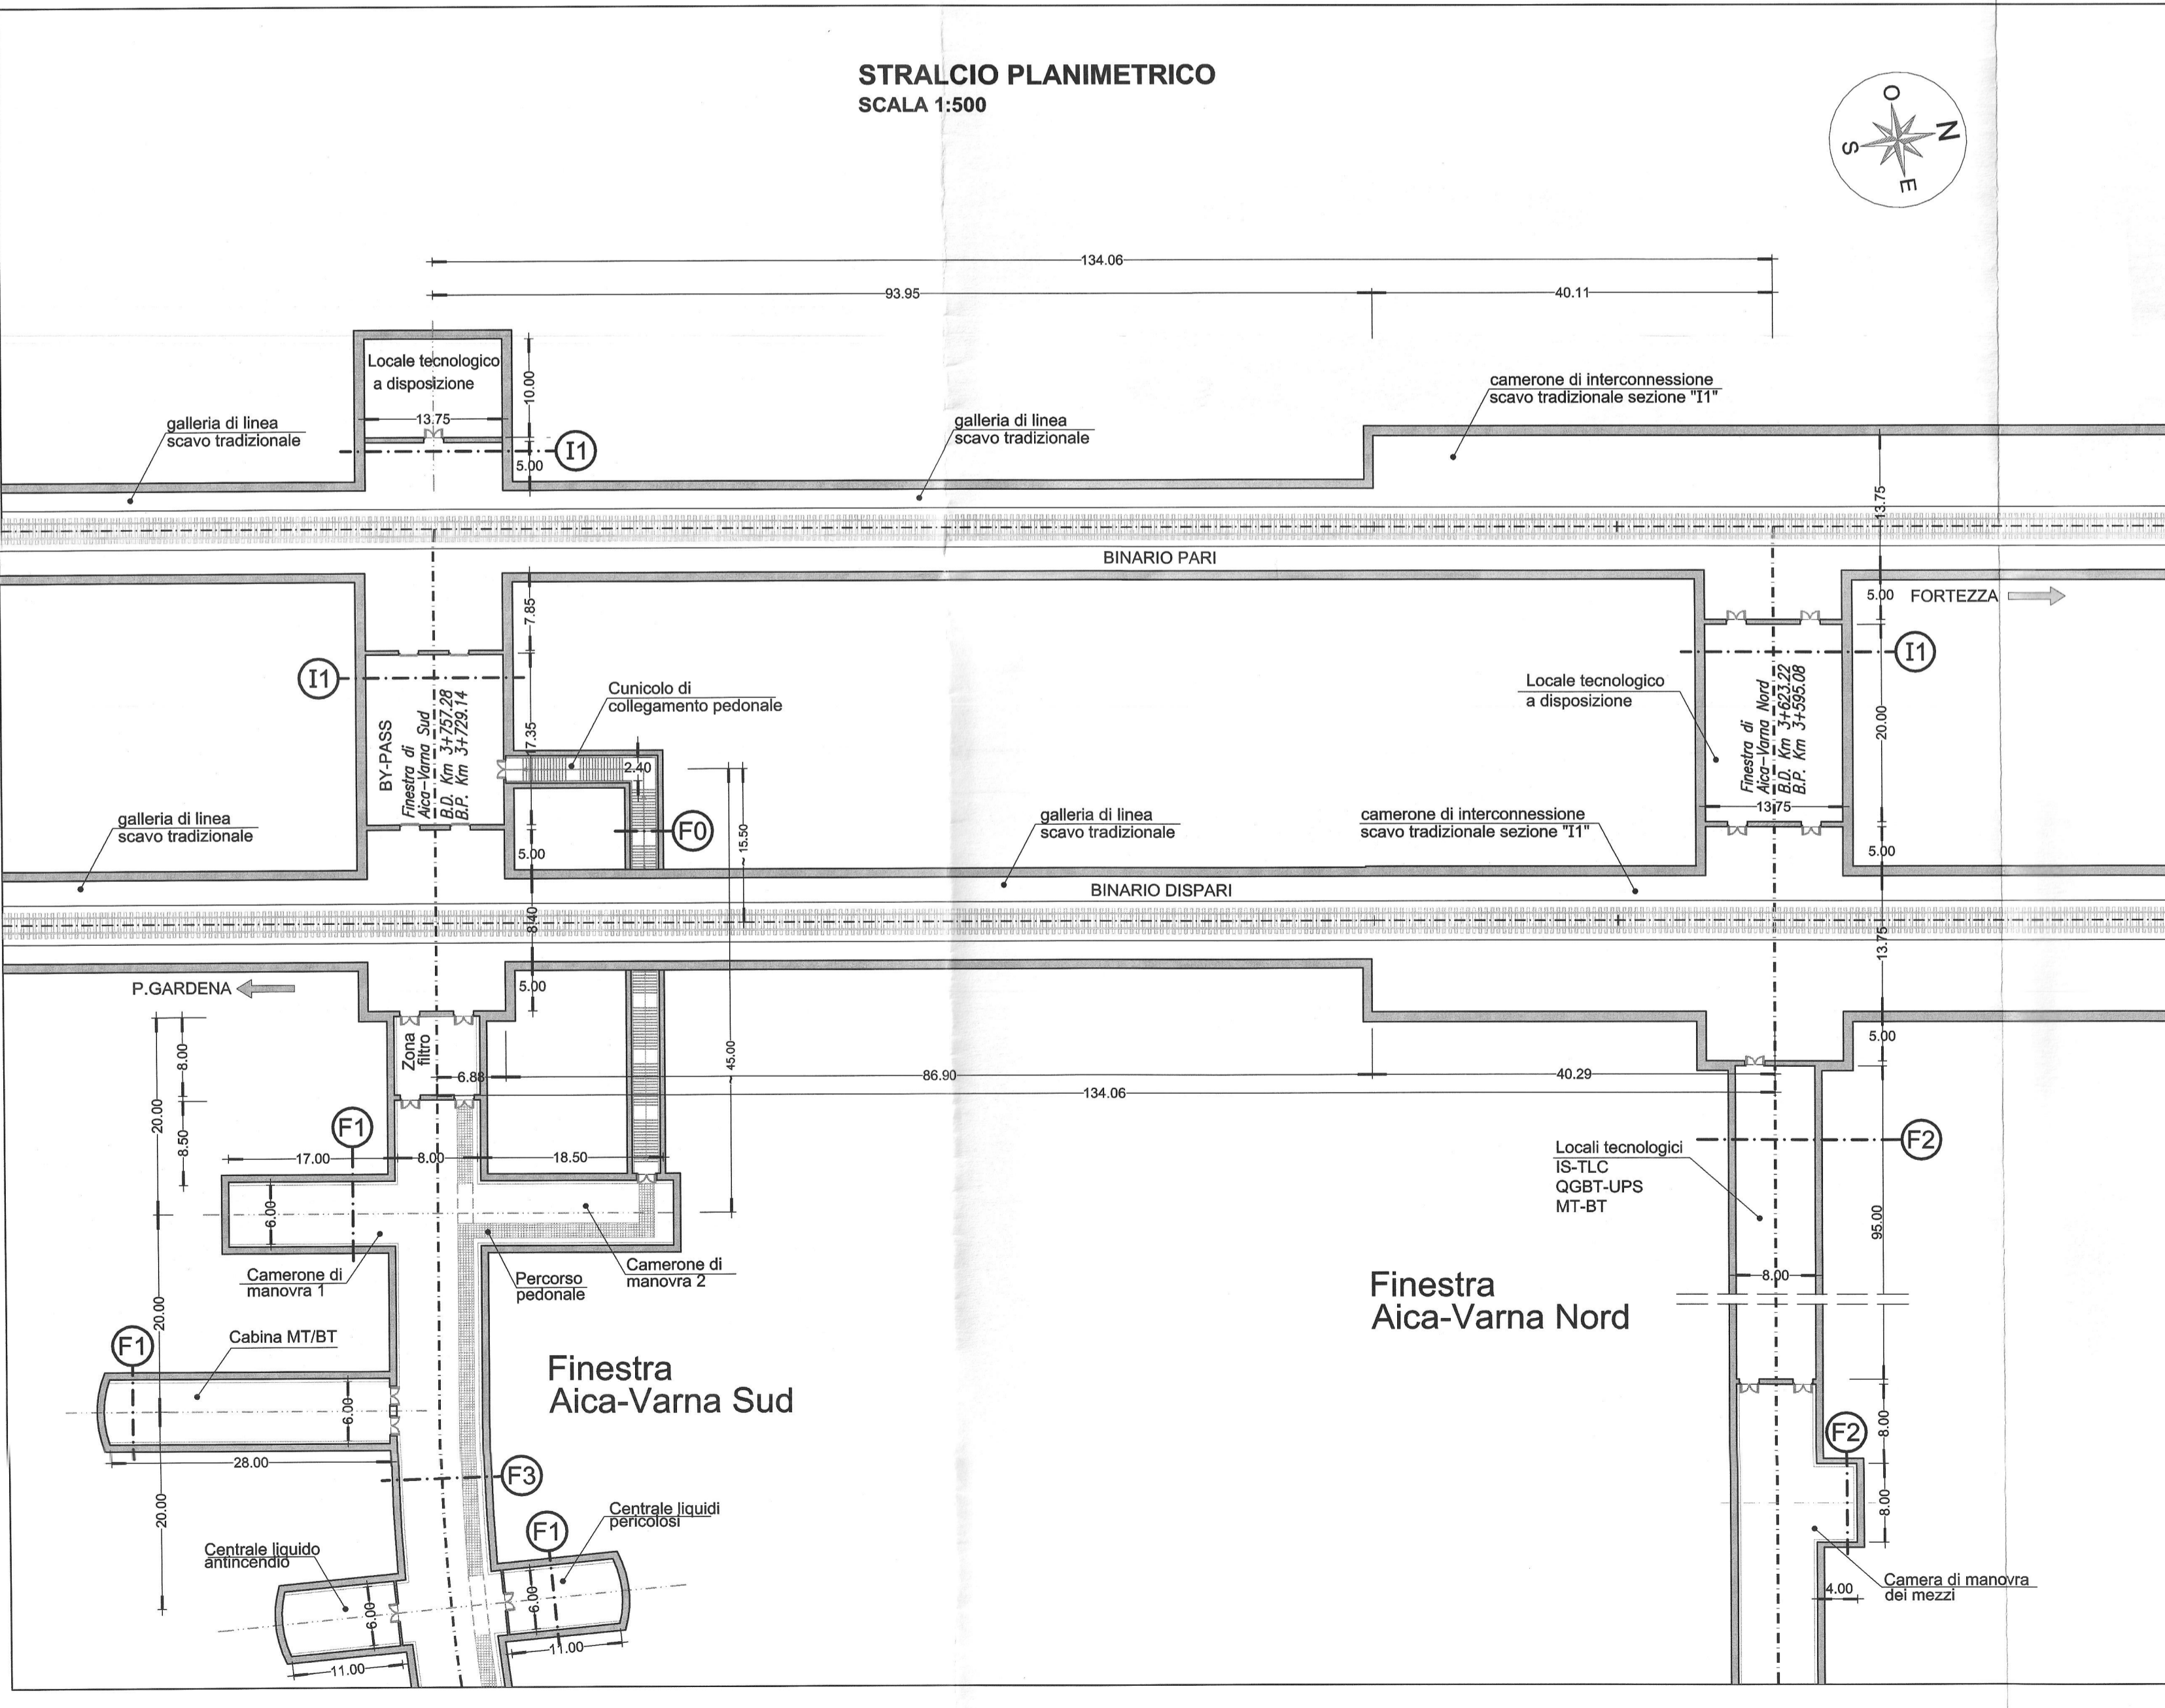 STRALCIO PLANIMETRICO
SCALA 1:500
O
N
S
E
134.06
93.95
40.11
Locale tecnologico
a disposizione
13.75
10.00
5.00
I1
galleria di linea
scavo tradizionale
galleria di linea
scavo tradizionale
camerone di interconnessione
scavo tradizionale sezione "I1"
13.75
BINARIO PARI
5.00
FORTEZZA
7.85
I1
I1
BY-PASS
Finestra di
Aica-Varna Sud
B.D. Km 3+757.28
B.P. Km 3+729.14
17.35
Cunicolo di
collegamento pedonale
2.40
F0
15.50
Locale tecnologico
a disposizione
Finestra di
Aica-Varna Nord
B.D. Km 3+623.22
B.P. Km 3+595.08
20.00
13.75
galleria di linea
scavo tradizionale
galleria di linea
scavo tradizionale
camerone di interconnessione
scavo tradizionale sezione "I1"
5.00
5.00
BINARIO DISPARI
8.40
13.75
P.GARDENA
5.00
5.00
Zona
filtro
8.00
45.00
6.88
86.90
40.29
134.06
20.00
8.50
F1
17.00
8.00
18.50
6.00
F2
Locali tecnologici
IS-TLC
QGBT-UPS
MT-BT
95.00
8.00
Camerone di
manovra 1
Percorso
pedonale
Camerone di
manovra 2
Finestra
Aica-Varna Nord
20.00
F1
Cabina MT/BT
6.00
28.00
Finestra
Aica-Varna Sud
8.00
F2
8.00
F3
20.00
Centrale liquidi
pericolosi
F1
Centrale liquido
antincendio
6.00
6.00
11.00
11.00
4.00
Camera di manovra
dei mezzi